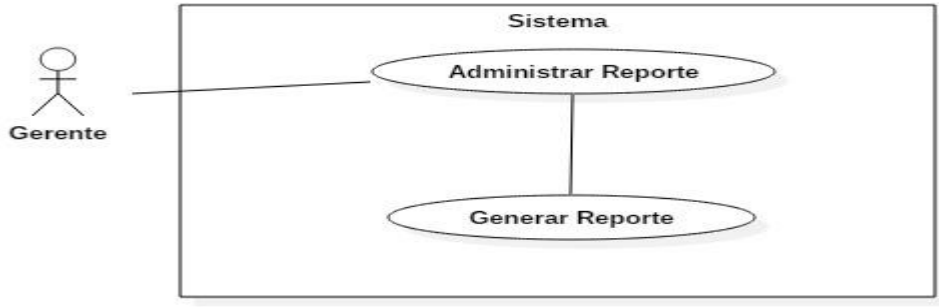 Sistema
Administrar Reporte
Gerente
Generar Reporte